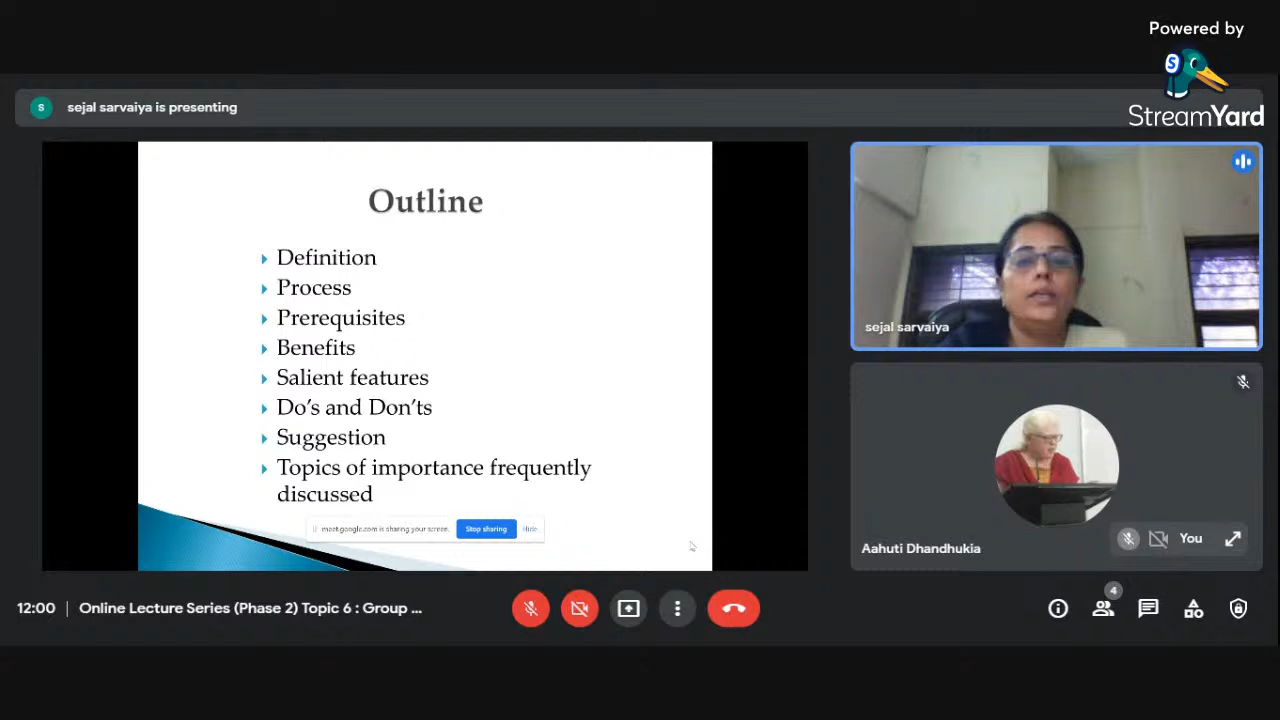 Powered by
StreamYard
S
sejal sarvaiya is presenting
Outline
Definition
Process
Prerequisites
Benefits
Salient features
Do's and Don'ts
Suggestion
Topics of importance frequently
discussed
meet.google.com is sharing your screen.
Stop sharing
Hide
sejal sarvaiya
Aahuti Dhandhukia
You
12:00
Online Lecture Series (Phase 2) Topic 6 : Group ...
4